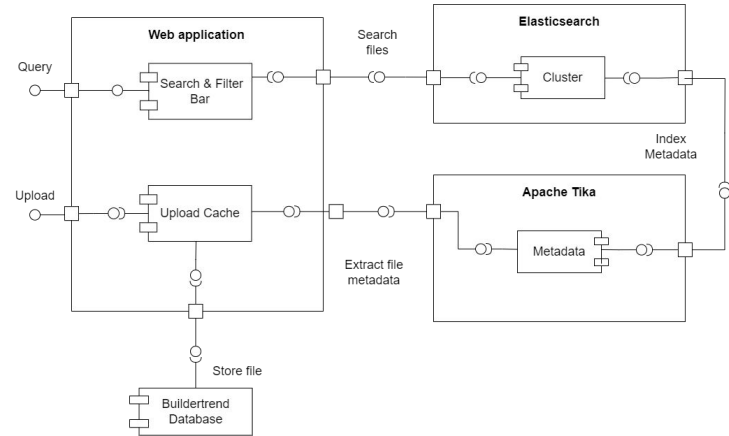 Web application
Elasticsearch
Search
files
Query
Search & Filter
Bar
Cluster
Index
Metadata
Upload
Upload Cache
Apache Tika
Metadata
Extract file
metadata
Store file
Buildertrend
Database